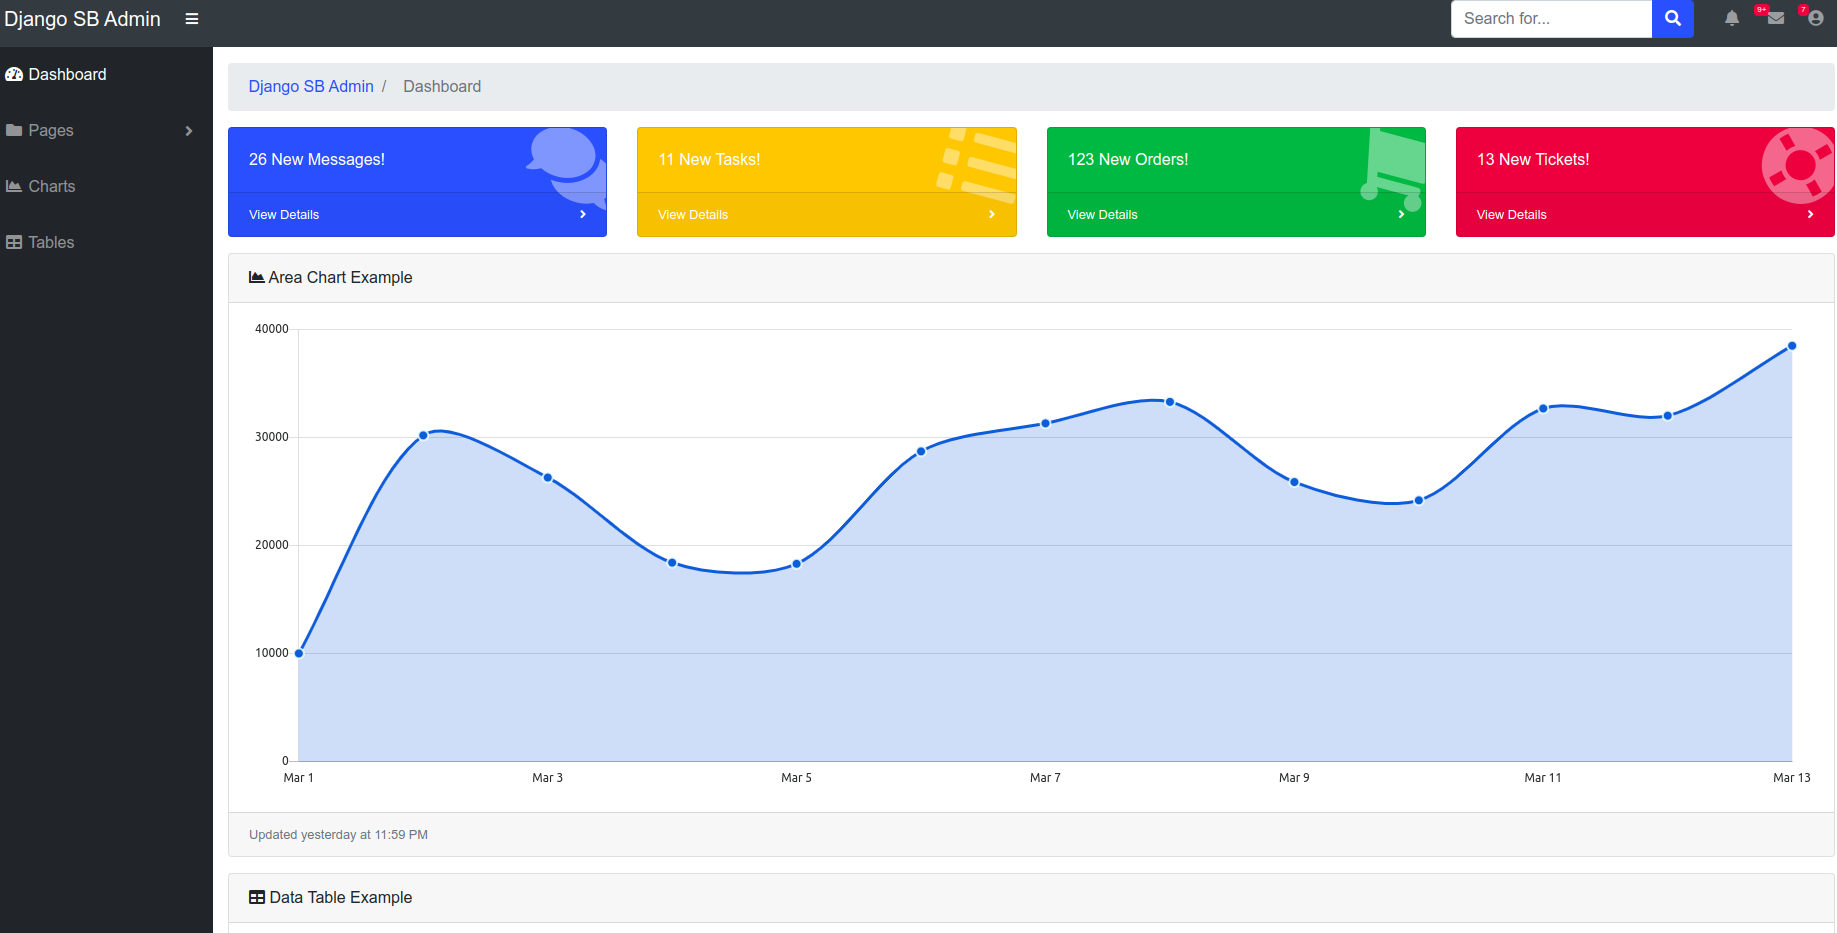 Django SB Admin
Search for...
9+
7
Dashboard
Pages
Charts
Tables
Django SB Admin / Dashboard
26 New Messages!
View Details
11 New Tasks!
View Details
123 New Orders!
View Details
13 New Tickets!
View Details
Area Chart Example
40000
30000
20000
10000
0
Mar 1 Mar 3 Mar 5 Mar 7 Mar 9 Mar 11 Mar 13
Updated yesterday at 11:59 PM
Data Table Example